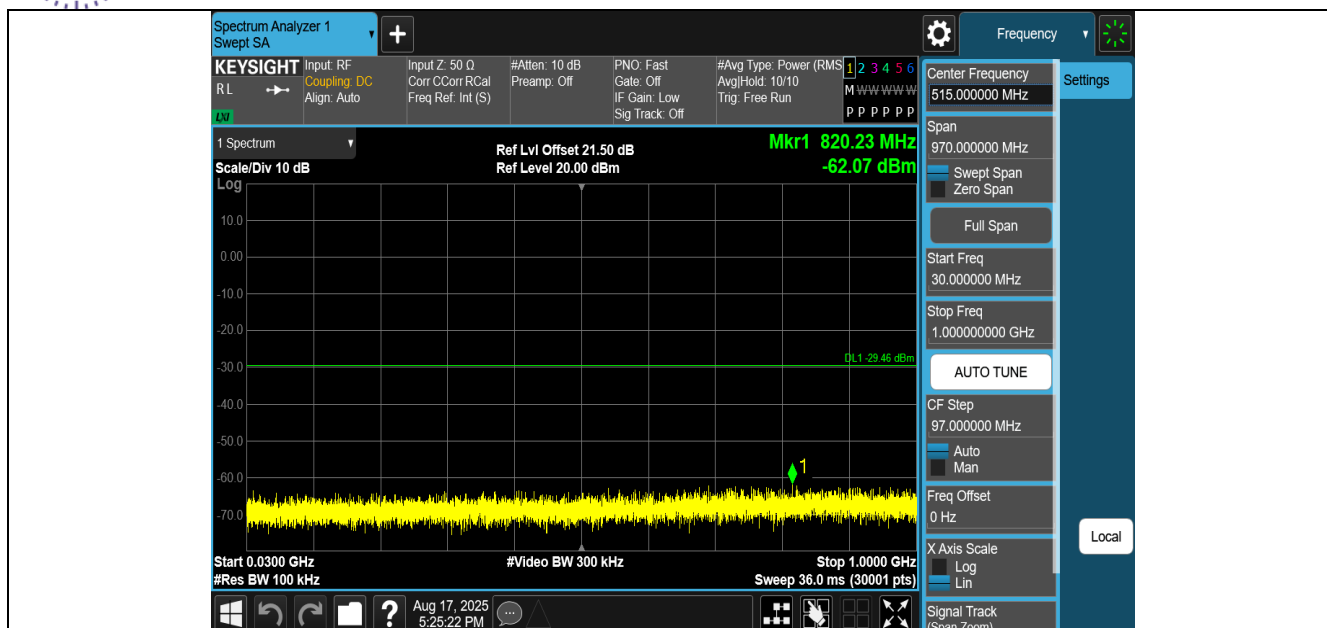 Spectrum Analyzer 1
Swept SA
Frequency
KEYSIGHT
R L
LXI
Input: RF
Coupling: DC
Align: Auto
Input Z: 50 Ω
Corr CCorr RCal
Freq Ref: Int (S)
#Atten: 10 dB
Preamp: Off
PNO: Fast
Gate: Off
IF Gain: Low
Sig Track: Off
#Avg Type: Power (RMS
Avg|Hold: 10/10
Trig: Free Run
1 2 3 4 5 6
M W W W W W
P P P P P P
1 Spectrum
Scale/Div 10 dB
Ref Lvl Offset 21.50 dB
Ref Level 20.00 dBm
Mkr1 820.23 MHz
-62.07 dBm
Log
10.0
0.00
-10.0
-20.0
-30.0
-40.0
-50.0
-60.0
-70.0
DL1 -29.46 dBm
1
Start 0.0300 GHz
#Res BW 100 kHz
#Video BW 300 kHz
Stop 1.0000 GHz
Sweep 36.0 ms (30001 pts)
Aug 17, 2025
5:25:22 PM
Center Frequency
515.000000 MHz
Span
970.000000 MHz
Swept Span
Zero Span
Full Span
Start Freq
30.000000 MHz
Stop Freq
1.000000000 GHz
AUTO TUNE
CF Step
97.000000 MHz
Auto
Man
Freq Offset
0 Hz
X Axis Scale
Log
Lin
Signal Track
(Span Zoom)
Settings
Local